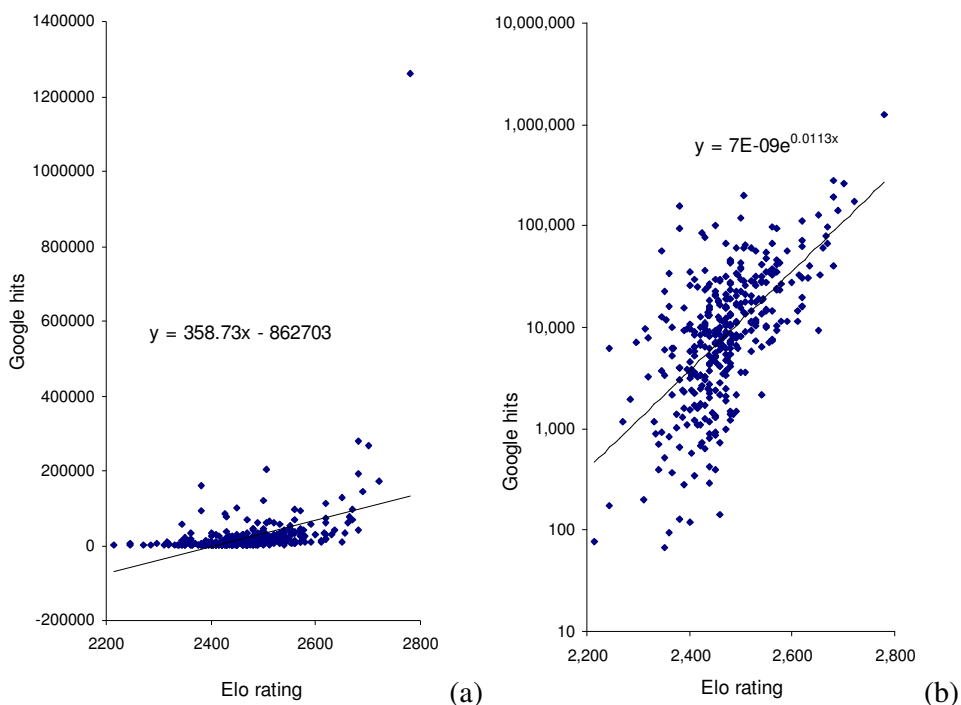 1400000
1200000
1000000
800000
600000
400000
200000
0
-200000
2200 2400 2600 2800
Google hits
Elo rating
y = 358.73x - 862703
(a)
10,000,000
1,000,000
100,000
10,000
1,000
100
10
2,200 2,400 2,600 2,800
Google hits
Elo rating
y = 7E-09e^0.0113x
(b)